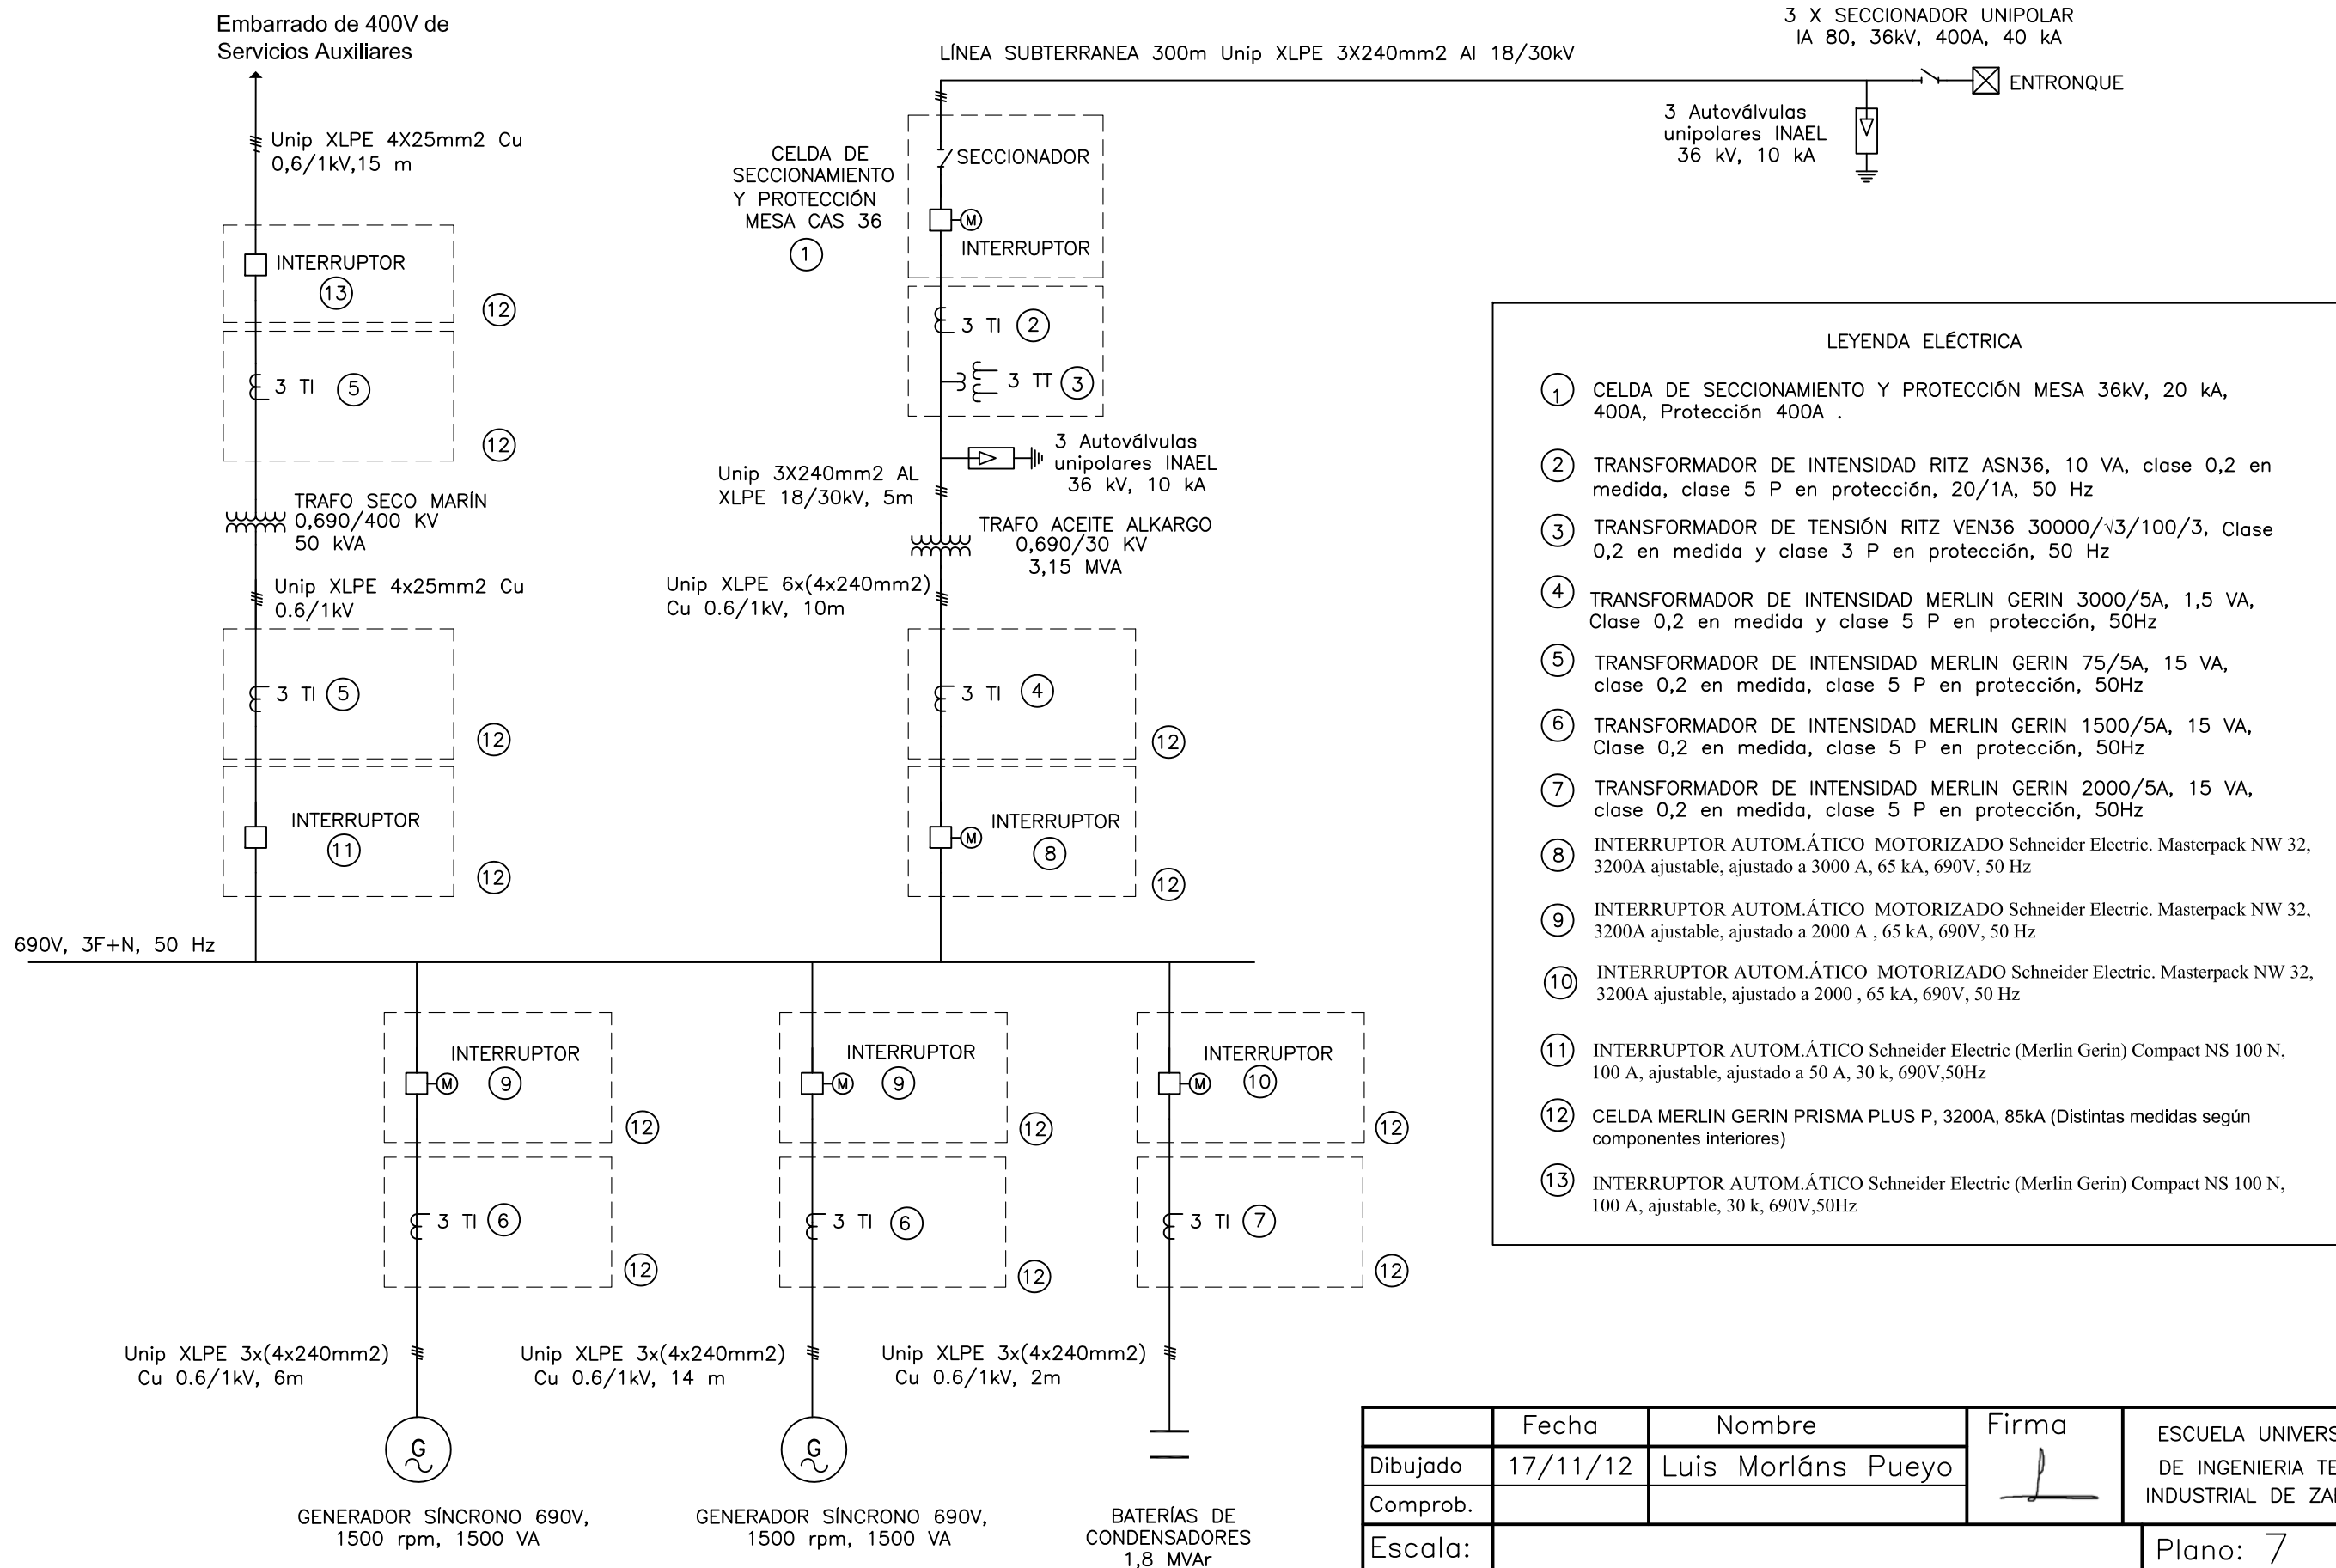 Embarrado de 400V de
Servicios Auxiliares
Unip XLPE 4X25mm2 Cu
0,6/1kV,15 m
INTERRUPTOR
13
12
3 TI 5
12
TRAFO SECO MARÍN
0,690/400 KV
50 kVA
Unip XLPE 4x25mm2 Cu
0.6/1kV
3 TI 5
12
INTERRUPTOR
11
12
690V, 3F+N, 50 Hz
LÍNEA SUBTERRANEA 300m Unip XLPE 3X240mm2 Al 18/30kV
3 X SECCIONADOR UNIPOLAR
IA 80, 36kV, 400A, 40 kA
ENTRONQUE
3 Autoválvulas
unipolares INAEL
36 kV, 10 kA
CELDA DE
SECCIONAMIENTO
Y PROTECCIÓN
MESA CAS 36
1
SECCIONADOR
M
INTERRUPTOR
3 TI 2
3 TT 3
3 Autoválvulas
unipolares INAEL
36 kV, 10 kA
Unip 3X240mm2 AL
XLPE 18/30kV, 5m
TRAFO ACEITE ALKARGO
0,690/30 KV
3,15 MVA
Unip XLPE 6x(4x240mm2)
Cu 0.6/1kV, 10m
3 TI 4
12
INTERRUPTOR
M
8
12
INTERRUPTOR
M 9
12
3 TI 6
12
Unip XLPE 3x(4x240mm2)
Cu 0.6/1kV, 6m
G
GENERADOR SÍNCRONO 690V,
1500 rpm, 1500 VA
INTERRUPTOR
M 9
12
3 TI 6
12
Unip XLPE 3x(4x240mm2)
Cu 0.6/1kV, 14 m
G
GENERADOR SÍNCRONO 690V,
1500 rpm, 1500 VA
INTERRUPTOR
M 10
12
3 TI 7
12
Unip XLPE 3x(4x240mm2)
Cu 0.6/1kV, 2m
BATERÍAS DE
CONDENSADORES
1,8 MVAr
LEYENDA ELÉCTRICA
1 CELDA DE SECCIONAMIENTO Y PROTECCIÓN MESA 36kV, 20 kA,
400A, Protección 400A .
2 TRANSFORMADOR DE INTENSIDAD RITZ ASN36, 10 VA, clase 0,2 en
medida, clase 5 P en protección, 20/1A, 50 Hz
3 TRANSFORMADOR DE TENSIÓN RITZ VEN36 30000/√3/100/3, Clase
0,2 en medida y clase 3 P en protección, 50 Hz
4 TRANSFORMADOR DE INTENSIDAD MERLIN GERIN 3000/5A, 1,5 VA,
Clase 0,2 en medida y clase 5 P en protección, 50Hz
5 TRANSFORMADOR DE INTENSIDAD MERLIN GERIN 75/5A, 15 VA,
clase 0,2 en medida, clase 5 P en protección, 50Hz
6 TRANSFORMADOR DE INTENSIDAD MERLIN GERIN 1500/5A, 15 VA,
Clase 0,2 en medida, clase 5 P en protección, 50Hz
7 TRANSFORMADOR DE INTENSIDAD MERLIN GERIN 2000/5A, 15 VA,
clase 0,2 en medida, clase 5 P en protección, 50Hz
8 INTERRUPTOR AUTOM.ÁTICO MOTORIZADO Schneider Electric. Masterpack NW 32,
3200A ajustable, ajustado a 3000 A, 65 kA, 690V, 50 Hz
9 INTERRUPTOR AUTOM.ÁTICO MOTORIZADO Schneider Electric. Masterpack NW 32,
3200A ajustable, ajustado a 2000 A , 65 kA, 690V, 50 Hz
10 INTERRUPTOR AUTOM.ÁTICO MOTORIZADO Schneider Electric. Masterpack NW 32,
3200A ajustable, ajustado a 2000 , 65 kA, 690V, 50 Hz
11 INTERRUPTOR AUTOM.ÁTICO Schneider Electric (Merlin Gerin) Compact NS 100 N,
100 A, ajustable, ajustado a 50 A, 30 k, 690V,50Hz
12 CELDA MERLIN GERIN PRISMA PLUS P, 3200A, 85kA (Distintas medidas según
componentes interiores)
13 INTERRUPTOR AUTOM.ÁTICO Schneider Electric (Merlin Gerin) Compact NS 100 N,
100 A, ajustable, 30 k, 690V,50Hz
Fecha Nombre Firma
Dibujado 17/11/12 Luis Morláns Pueyo
Comprob.
ESCUELA UNIVERS
DE INGENIERIA TE
INDUSTRIAL DE ZA
Escala:
Plano: 7